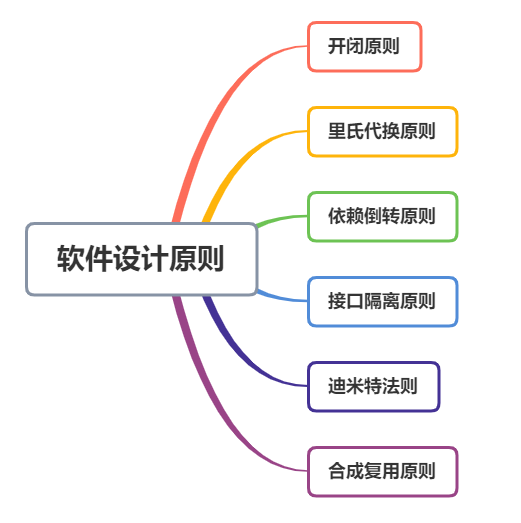 开闭原则
里氏代换原则
依赖倒转原则
软件设计原则
接口隔离原则
迪米特法则
合成复用原则